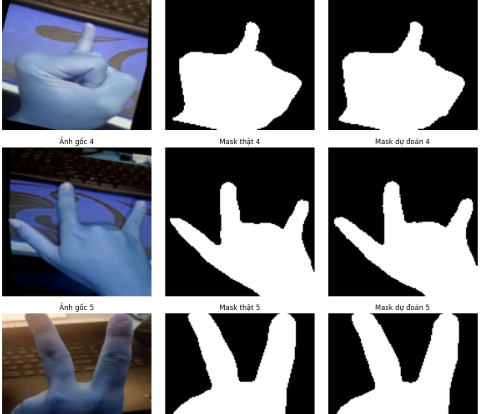 Ảnh gốc 4 Mask thật 4 Mask dự đoán 4
Ảnh gốc 5 Mask thật 5 Mask dự đoán 5